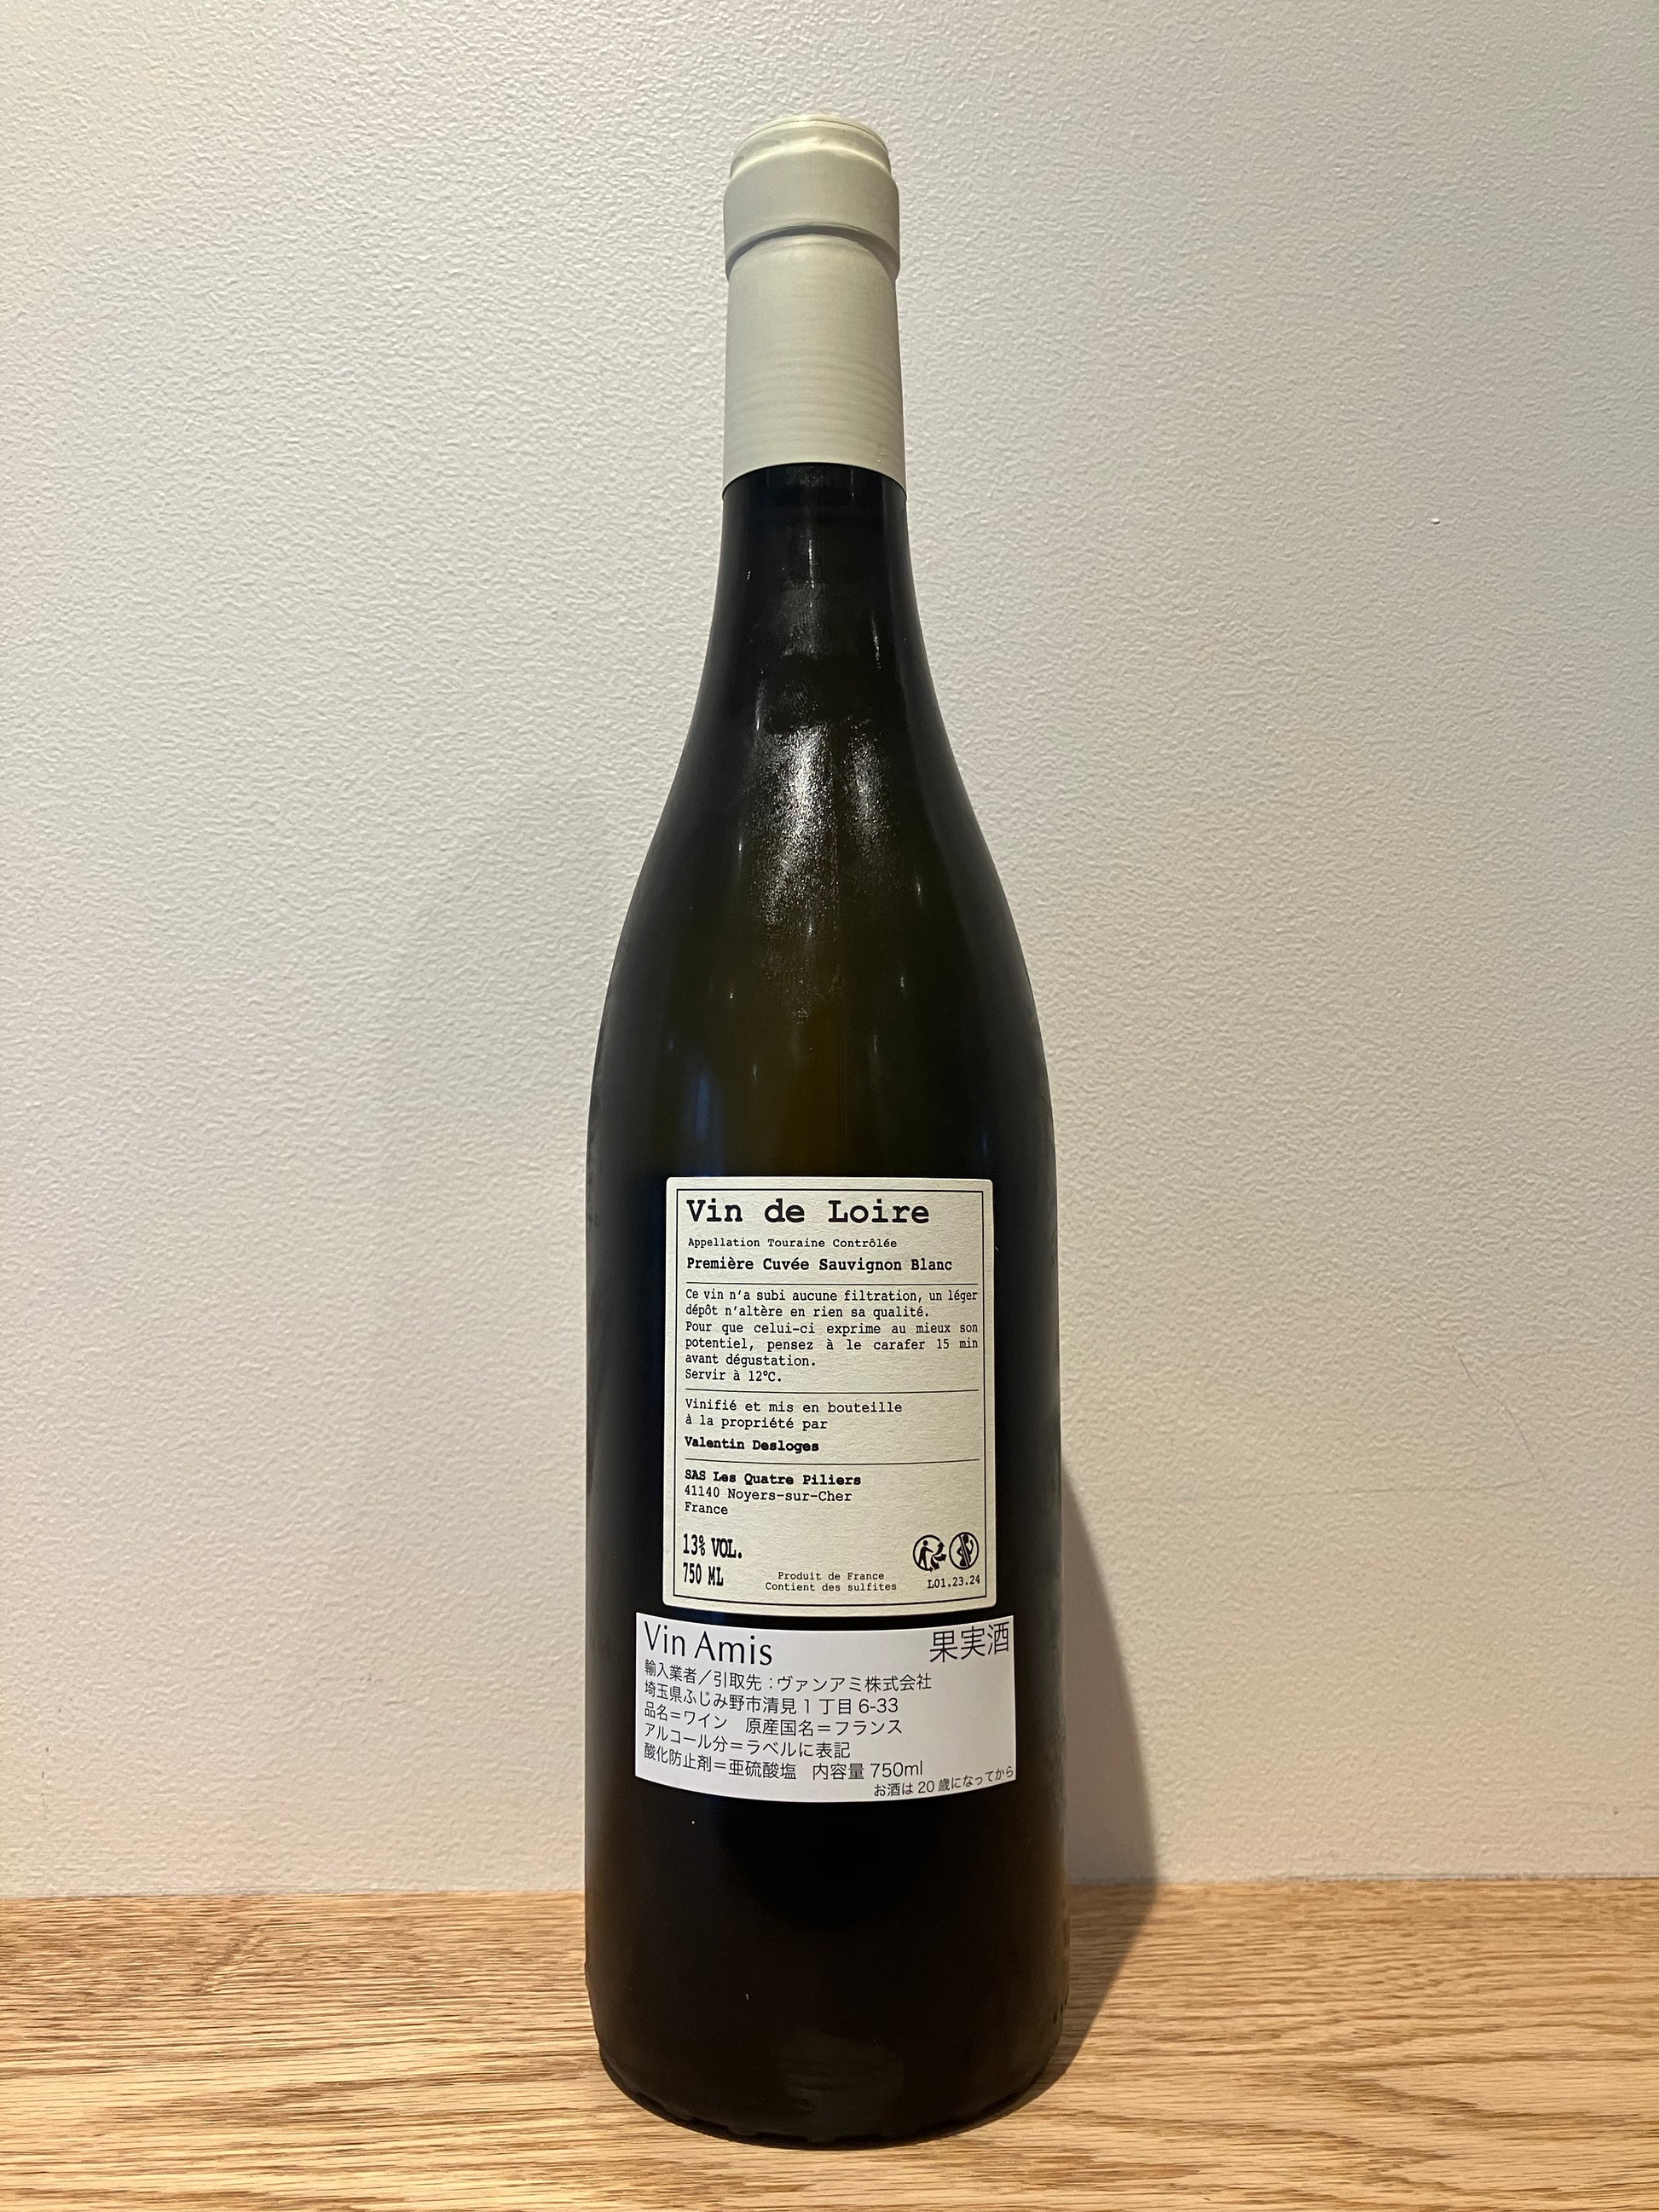 Vin de Loire
Appellation Touraine Contrôlée
Première Cuvée Sauvignon Blanc
Ce vin n'a subi aucune filtration, un léger
dépôt n'altère en rien sa qualité.
Pour que celui-ci exprime au mieux son
potentiel, pensez à le carafer 15 min
avant dégustation.
Servir à 12°C.
Vinifié et mis en bouteille
à la propriété par
Valentin Desloges
SAS Les Quatre Piliers
41140 Noyers-sur-Cher
France
13% VOL.
750 ML
Produit de France
Contient des sulfites
L01.23.24
Vin Amis 果実酒
輸入業者／引取先：ヴァンアミ株式会社
埼玉県ふじみ野市清見1丁目6-33
品名＝ワイン 原産国名＝フランス
アルコール分＝ラベルに表記
酸化防止剤＝亜硫酸塩 内容量 750ml
お酒は20歳になってから